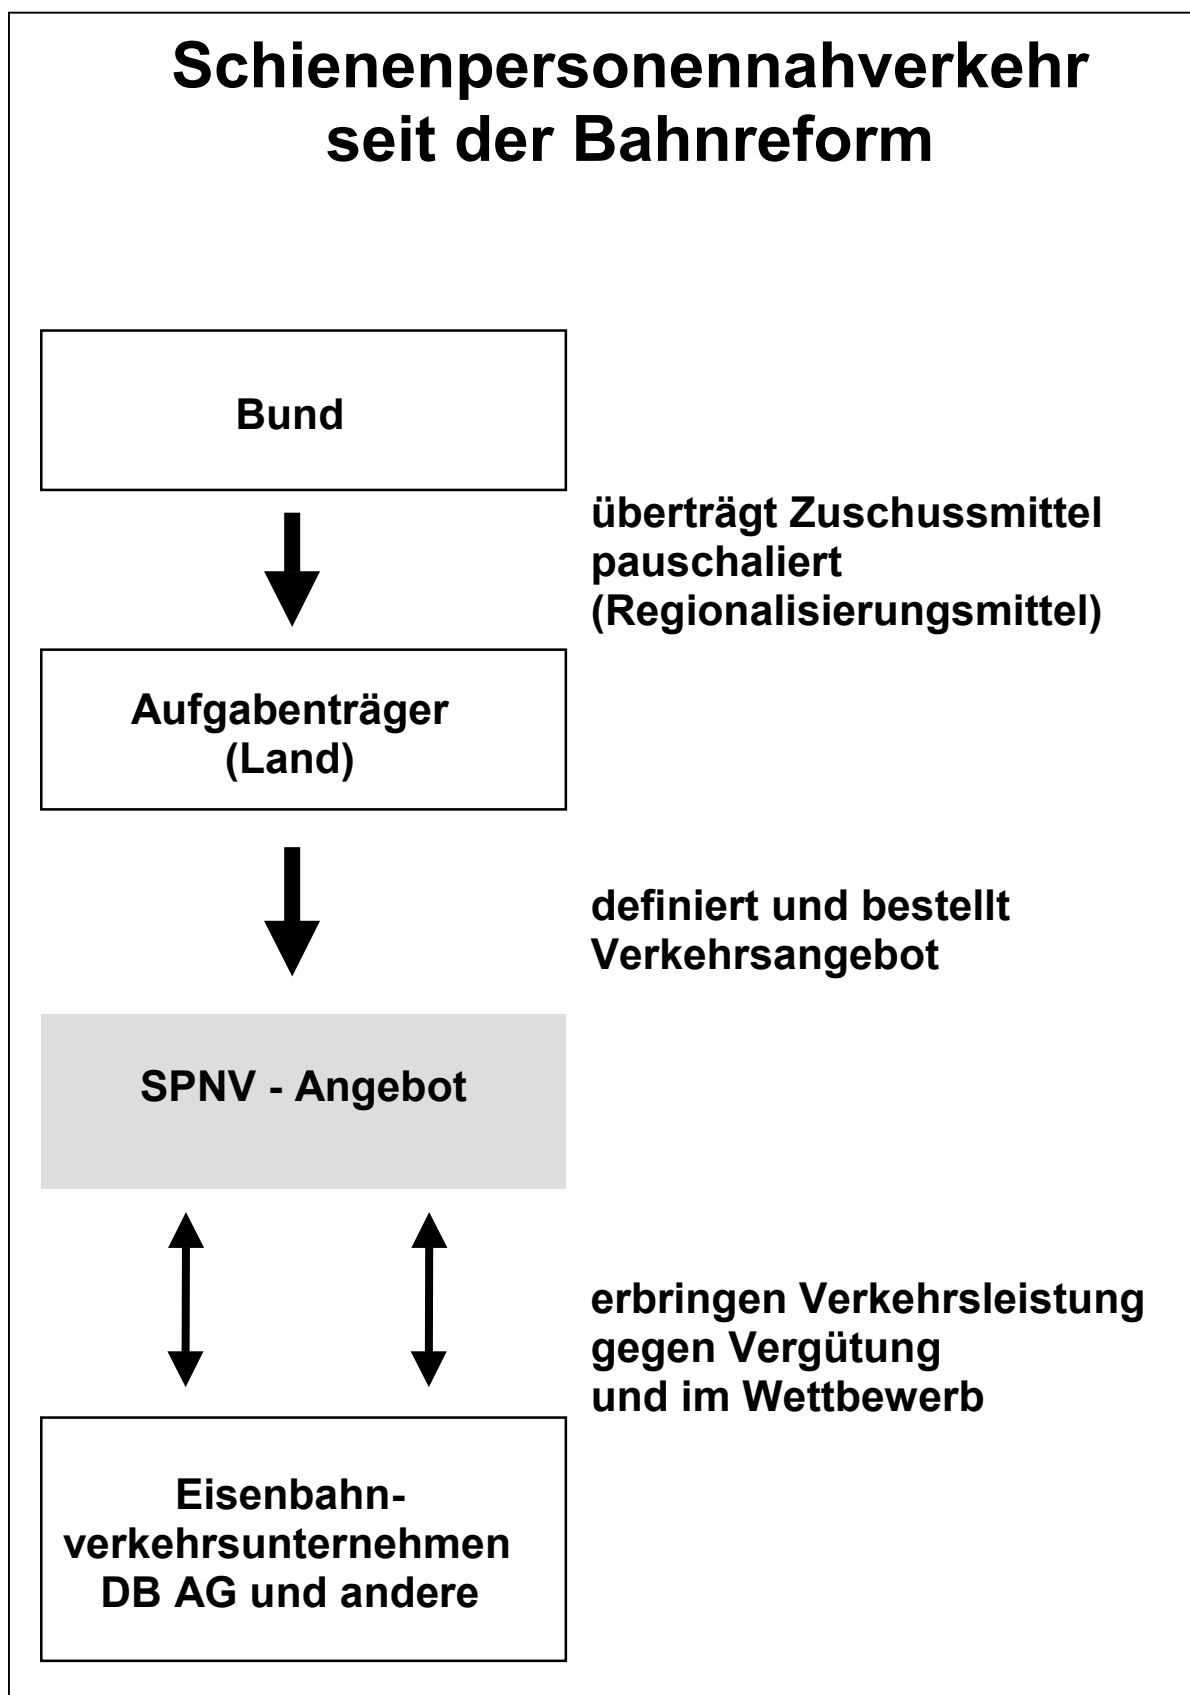 Schienenpersonennahverkehr
seit der Bahnreform
Bund
überträgt Zuschussmittel
pauschaliert
(Regionalisierungsmittel)
Aufgabenträger
(Land)
definiert und bestellt
Verkehrsangebot
SPNV - Angebot
erbringen Verkehrsleistung
gegen Vergütung
und im Wettbewerb
Eisenbahn-
verkehrsunternehmen
DB AG und andere